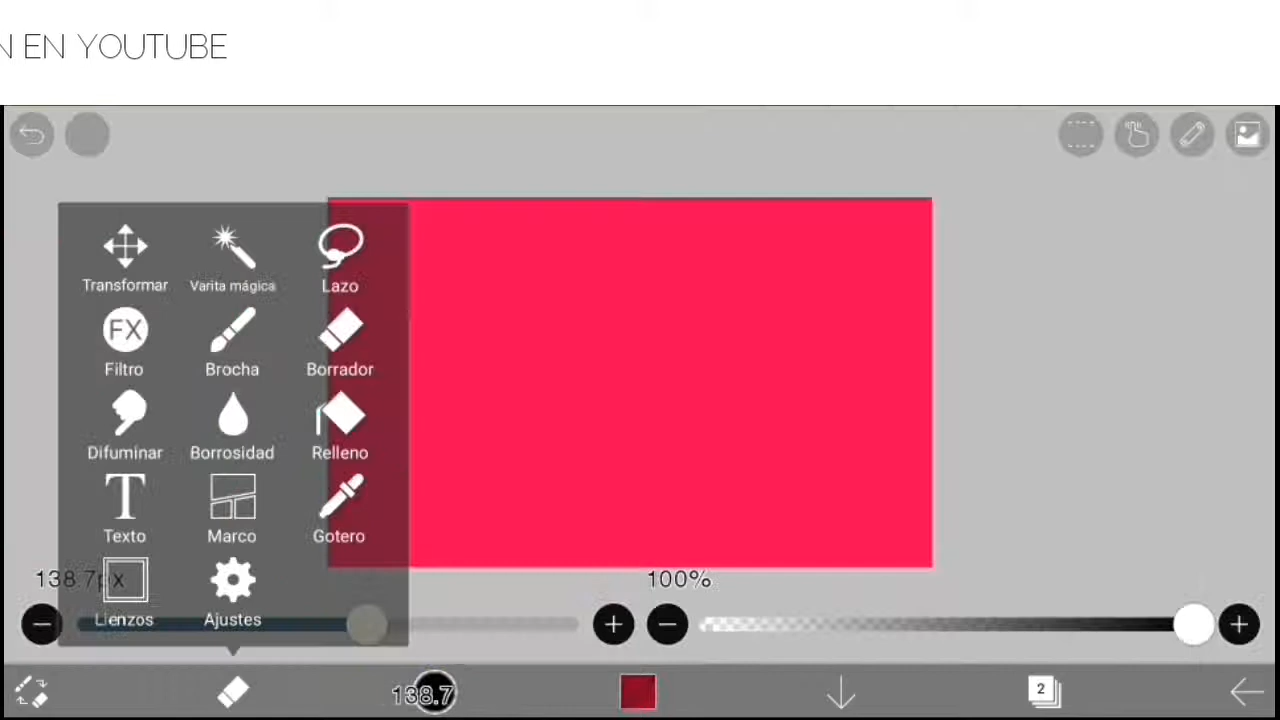 N EN YOUTUBE
Transformar Varita mágica Lazo
FX
Filtro Brocha Borrador
Difuminar Borrosidad Relleno
T
Texto Marco Gotero
138.7px 100%
Lienzos Ajustes
138.7 2